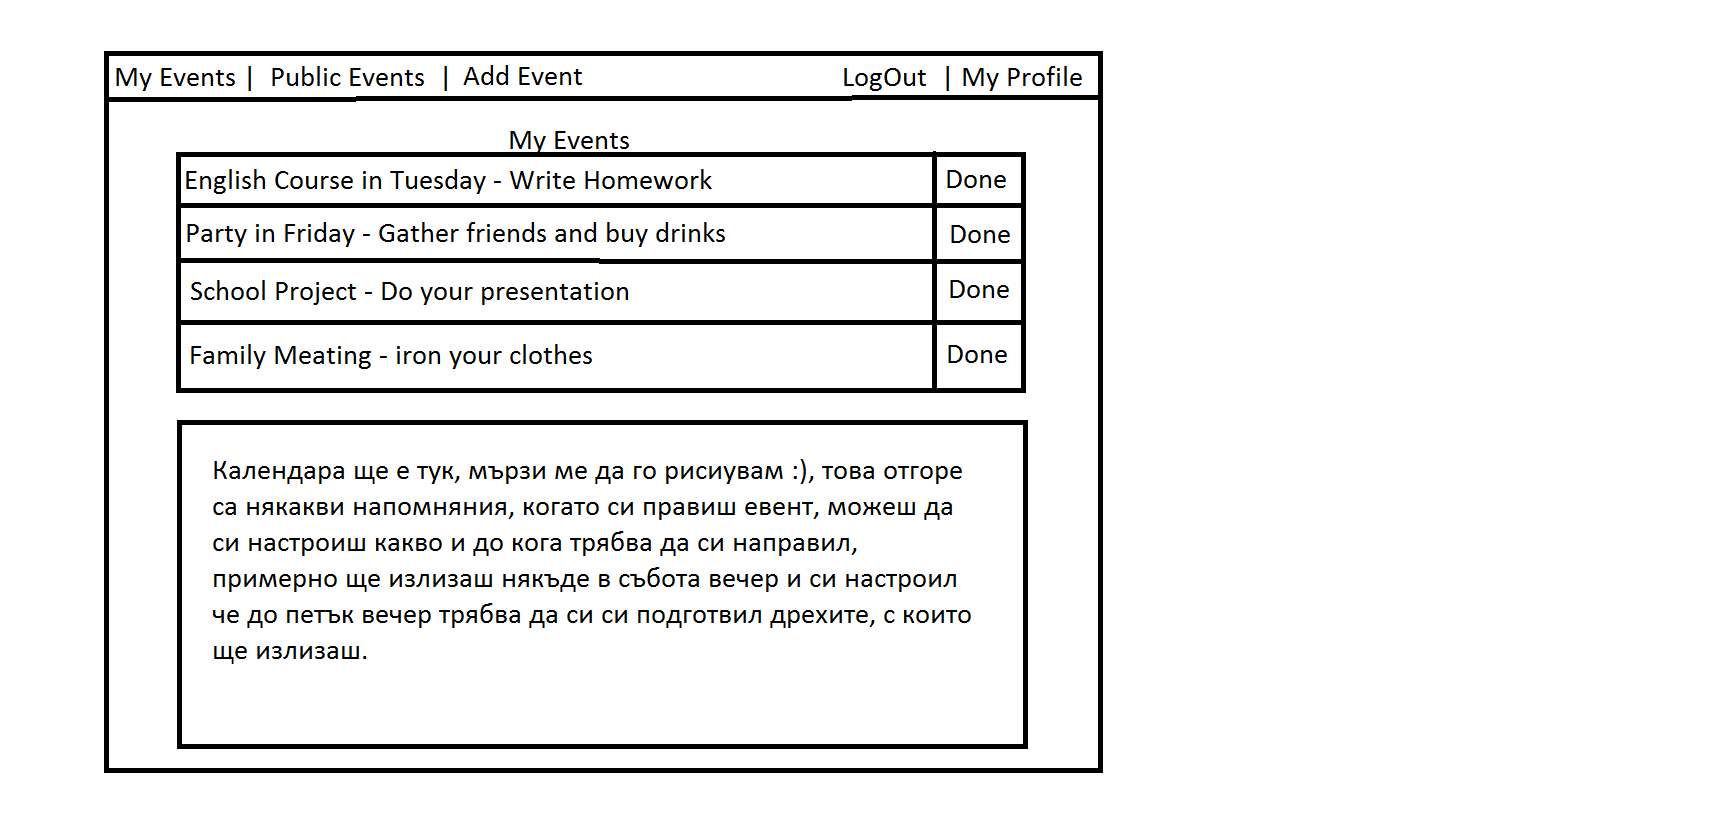 My Events | Public Events | Add Event LogOut | My Profile
My Events
English Course in Tuesday - Write Homework Done
Party in Friday - Gather friends and buy drinks Done
School Project - Do your presentation Done
Family Meating - iron your clothes Done
Календара ще е тук, мързи ме да го рисиувам :), това отгоре
са някакви напомняния, когато си правиш евент, можеш да
си настроиш какво и до кога трябва да си направил,
примерно ще излизаш някъде в събота вечер и си настроил
че до петък вечер трябва да си си подготвил дрехите, с които
ще излизаш.